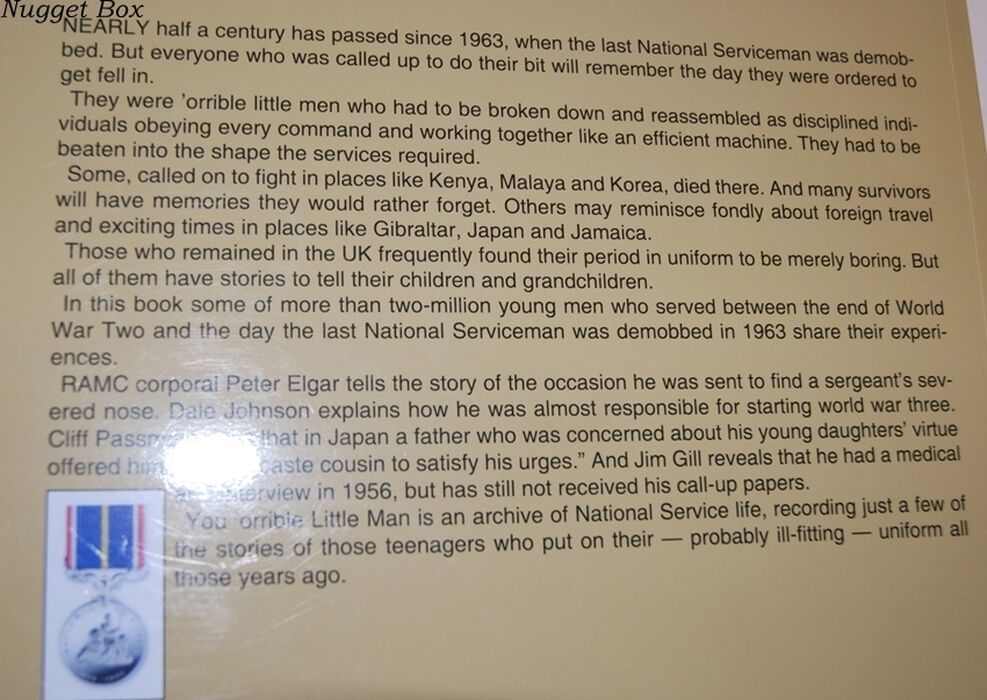 Nugget Box
NEARLY half a century has passed since 1963, when the last National Serviceman was demob-
bed. But everyone who was called up to do their bit will remember the day they were ordered to
get fell in.
They were 'orrible little men who had to be broken down and reassembled as disciplined indi-
viduals obeying every command and working together like an efficient machine. They had to be
beaten into the shape the services required.
Some, called on to fight in places like Kenya, Malaya and Korea, died there. And many survivors
will have memories they would rather forget. Others may reminisce fondly about foreign travel
and exciting times in places like Gibraltar, Japan and Jamaica.
Those who remained in the UK frequently found their period in uniform to be merely boring. But
all of them have stories to tell their children and grandchildren.
In this book some of more than two-million young men who served between the end of World
War Two and the day the last National Serviceman was demobbed in 1963 share their experi-
ences.
RAMC corporal Peter Elgar tells the story of the occasion he was sent to find a sergeant's sev-
ered nose. Dale Johnson explains how he was almost responsible for starting world war three.
Cliff that in Japan a father who was concerned about his young daughters' virtue
offered cousin to satisfy his urges." And Jim Gill reveals that he had a medical
interview in 1956, but has still not received his call-up papers.
You 'orrible Little Man is an archive of National Service life, recording just a few of
the stories of those teenagers who put on their — probably ill-fitting — uniform all
those years ago.